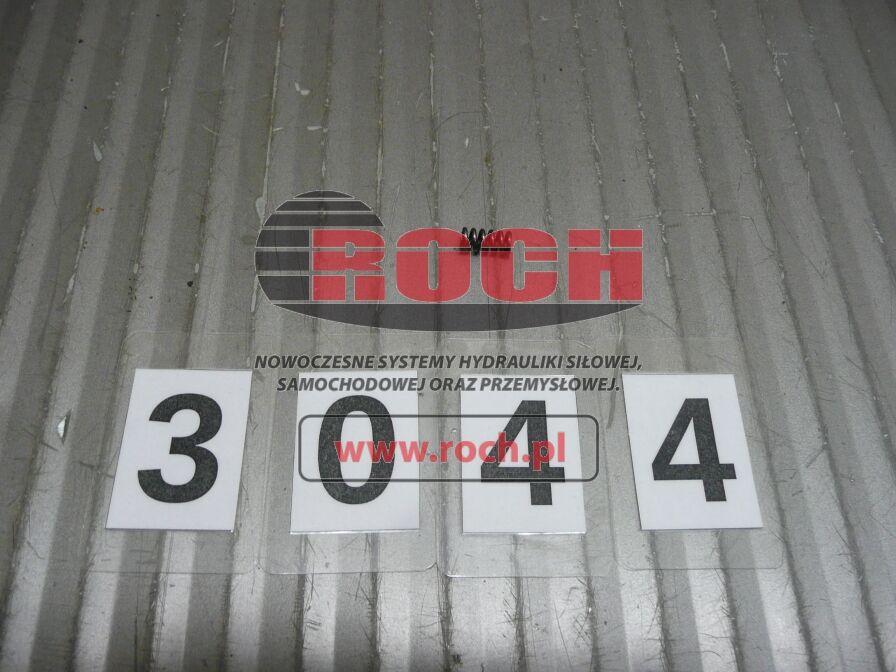 ROCH
NOWOCZESNE SYSTEMY HYDRAULIKI SIŁOWEJ,
SAMOCHODOWEJ ORAZ PRZEMYSŁOWEJ.
3 0 4 4
www.roch.pl